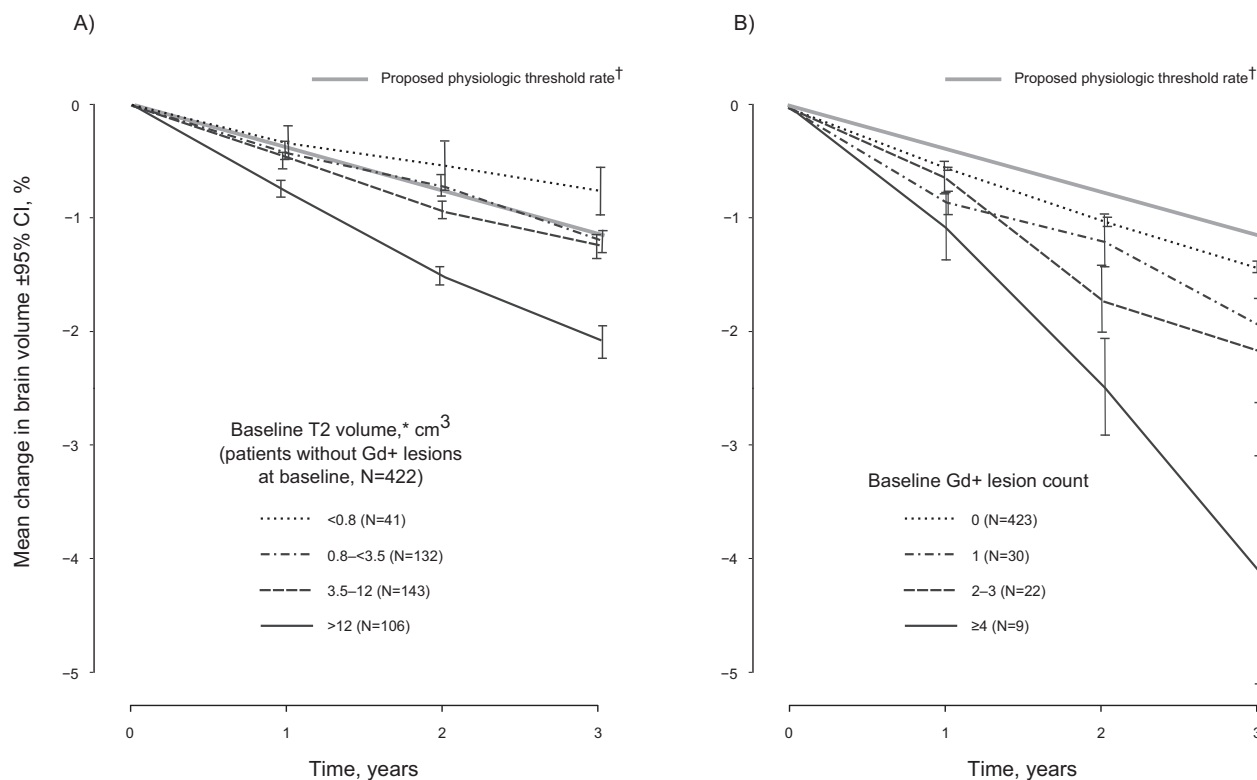 A)
Proposed physiologic threshold rate†
Mean change in brain volume ±95% CI, %
0
−1
−2
−3
−4
−5
Baseline T2 volume,* cm3
(patients without Gd+ lesions
at baseline, N=422)
<0.8 (N=41)
0.8–<3.5 (N=132)
3.5–12 (N=143)
>12 (N=106)
0 1 2 3
Time, years
B)
Proposed physiologic threshold rate†
0
−1
−2
−3
−4
−5
Baseline Gd+ lesion count
0 (N=423)
1 (N=30)
2–3 (N=22)
≥4 (N=9)
0 1 2 3
Time, years